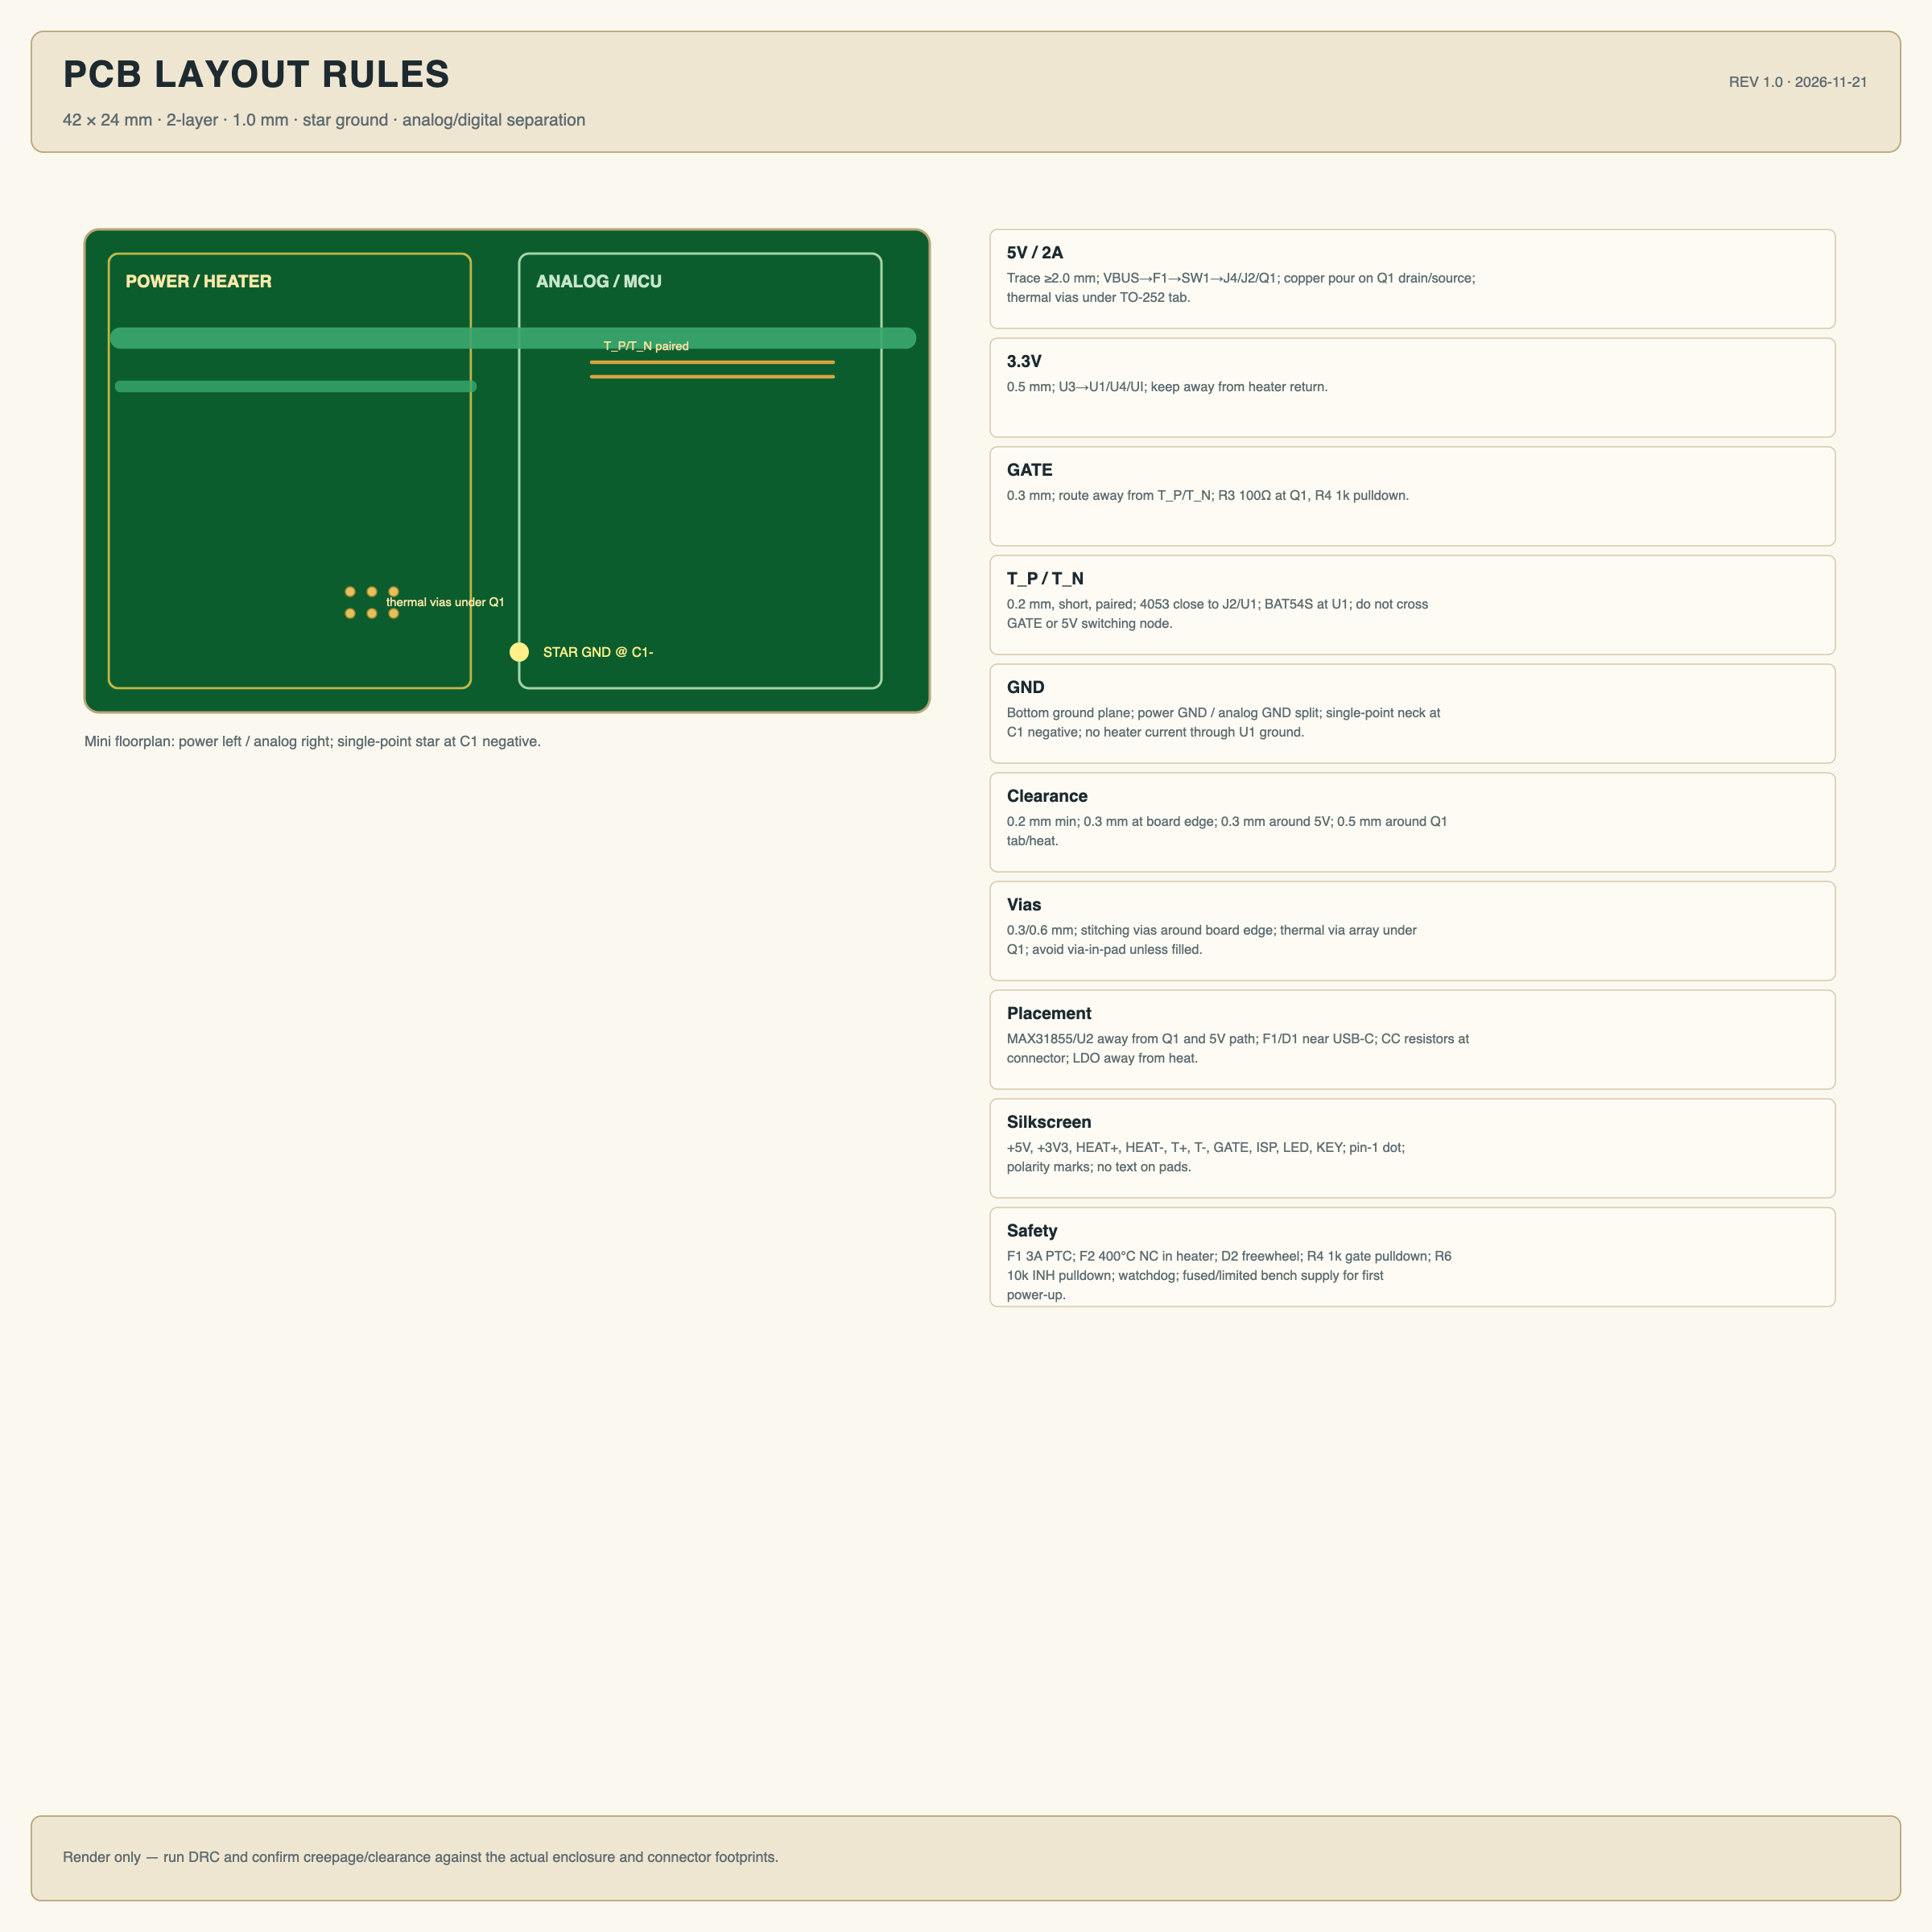 PCB LAYOUT RULES
REV 1.0 · 2026-11-21
42 × 24 mm · 2-layer · 1.0 mm · star ground · analog/digital separation
POWER / HEATER
ANALOG / MCU
T_P/T_N paired
thermal vias under Q1
STAR GND @ C1-
Mini floorplan: power left / analog right; single-point star at C1 negative.
5V / 2A
Trace ≥2.0 mm; VBUS→F1→SW1→J4/J2/Q1; copper pour on Q1 drain/source;
thermal vias under TO-252 tab.
3.3V
0.5 mm; U3→U1/U4/UI; keep away from heater return.
GATE
0.3 mm; route away from T_P/T_N; R3 100Ω at Q1, R4 1k pulldown.
T_P / T_N
0.2 mm, short, paired; 4053 close to J2/U1; BAT54S at U1; do not cross
GATE or 5V switching node.
GND
Bottom ground plane; power GND / analog GND split; single-point neck at
C1 negative; no heater current through U1 ground.
Clearance
0.2 mm min; 0.3 mm at board edge; 0.3 mm around 5V; 0.5 mm around Q1
tab/heat.
Vias
0.3/0.6 mm; stitching vias around board edge; thermal via array under
Q1; avoid via-in-pad unless filled.
Placement
MAX31855/U2 away from Q1 and 5V path; F1/D1 near USB-C; CC resistors at
connector; LDO away from heat.
Silkscreen
+5V, +3V3, HEAT+, HEAT-, T+, T-, GATE, ISP, LED, KEY; pin-1 dot;
polarity marks; no text on pads.
Safety
F1 3A PTC; F2 400°C NC in heater; D2 freewheel; R4 1k gate pulldown; R6
10k INH pulldown; watchdog; fused/limited bench supply for first
power-up.
Render only — run DRC and confirm creepage/clearance against the actual enclosure and connector footprints.